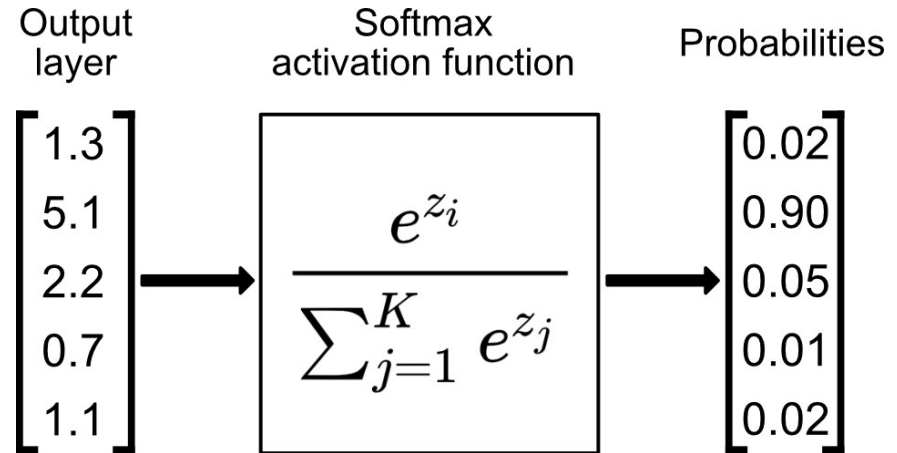 Output
layer
Softmax
activation function
Probabilities
1.3
5.1
2.2
0.7
1.1
e^{z_i}
∑_{j=1}^{K} e^{z_j}
0.02
0.90
0.05
0.01
0.02